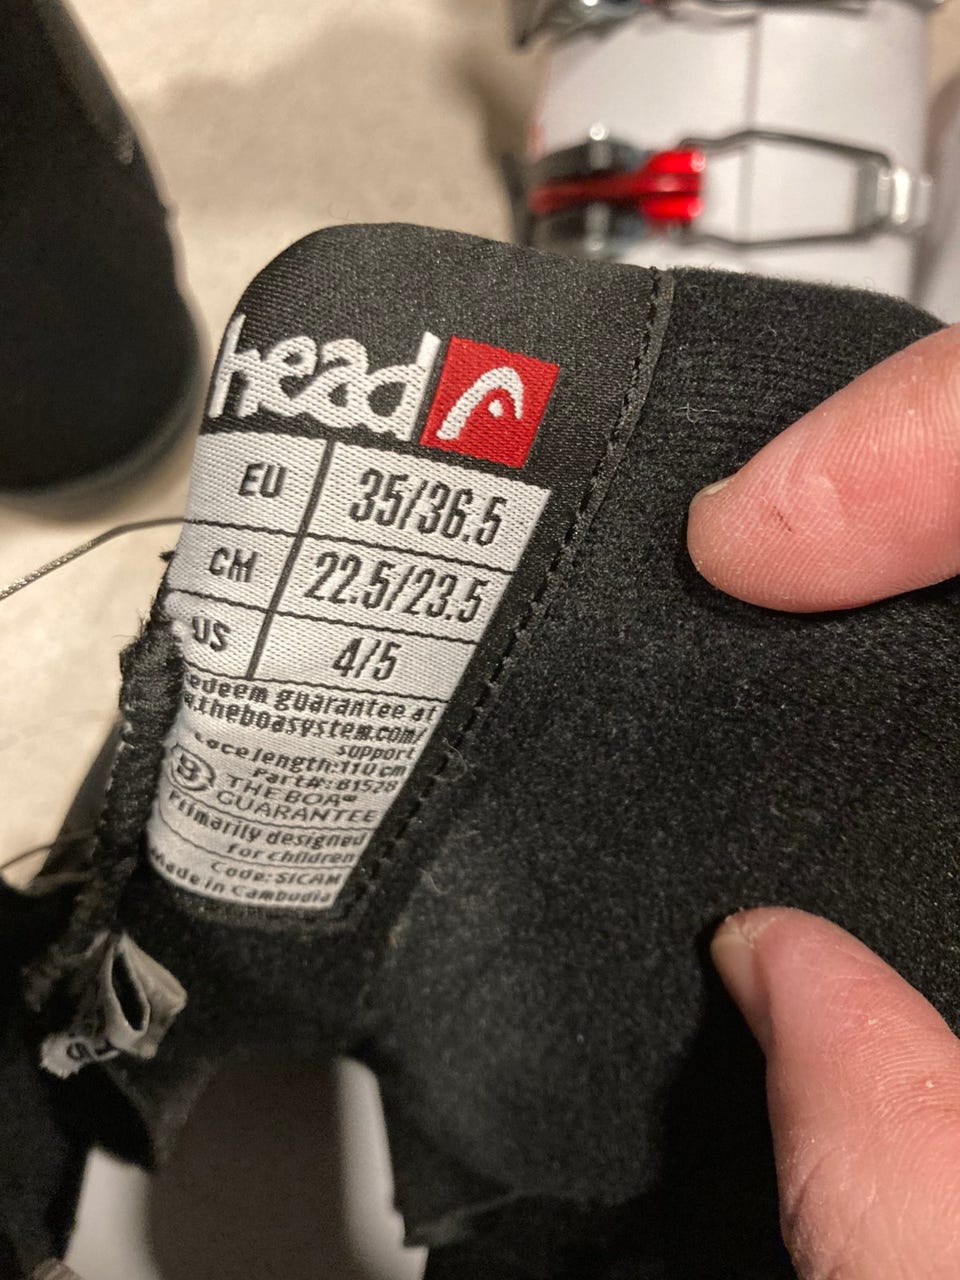 head
EU 35/36.5
CM 22.5/23.5
US 4/5
edeem guarantee at
.theboasystem.com/
support
Lace length:110 cm
Part#: B1528
THE BOA®
GUARANTEE
Primarily designed
for children
Code: SICAM
Made in Cambodia